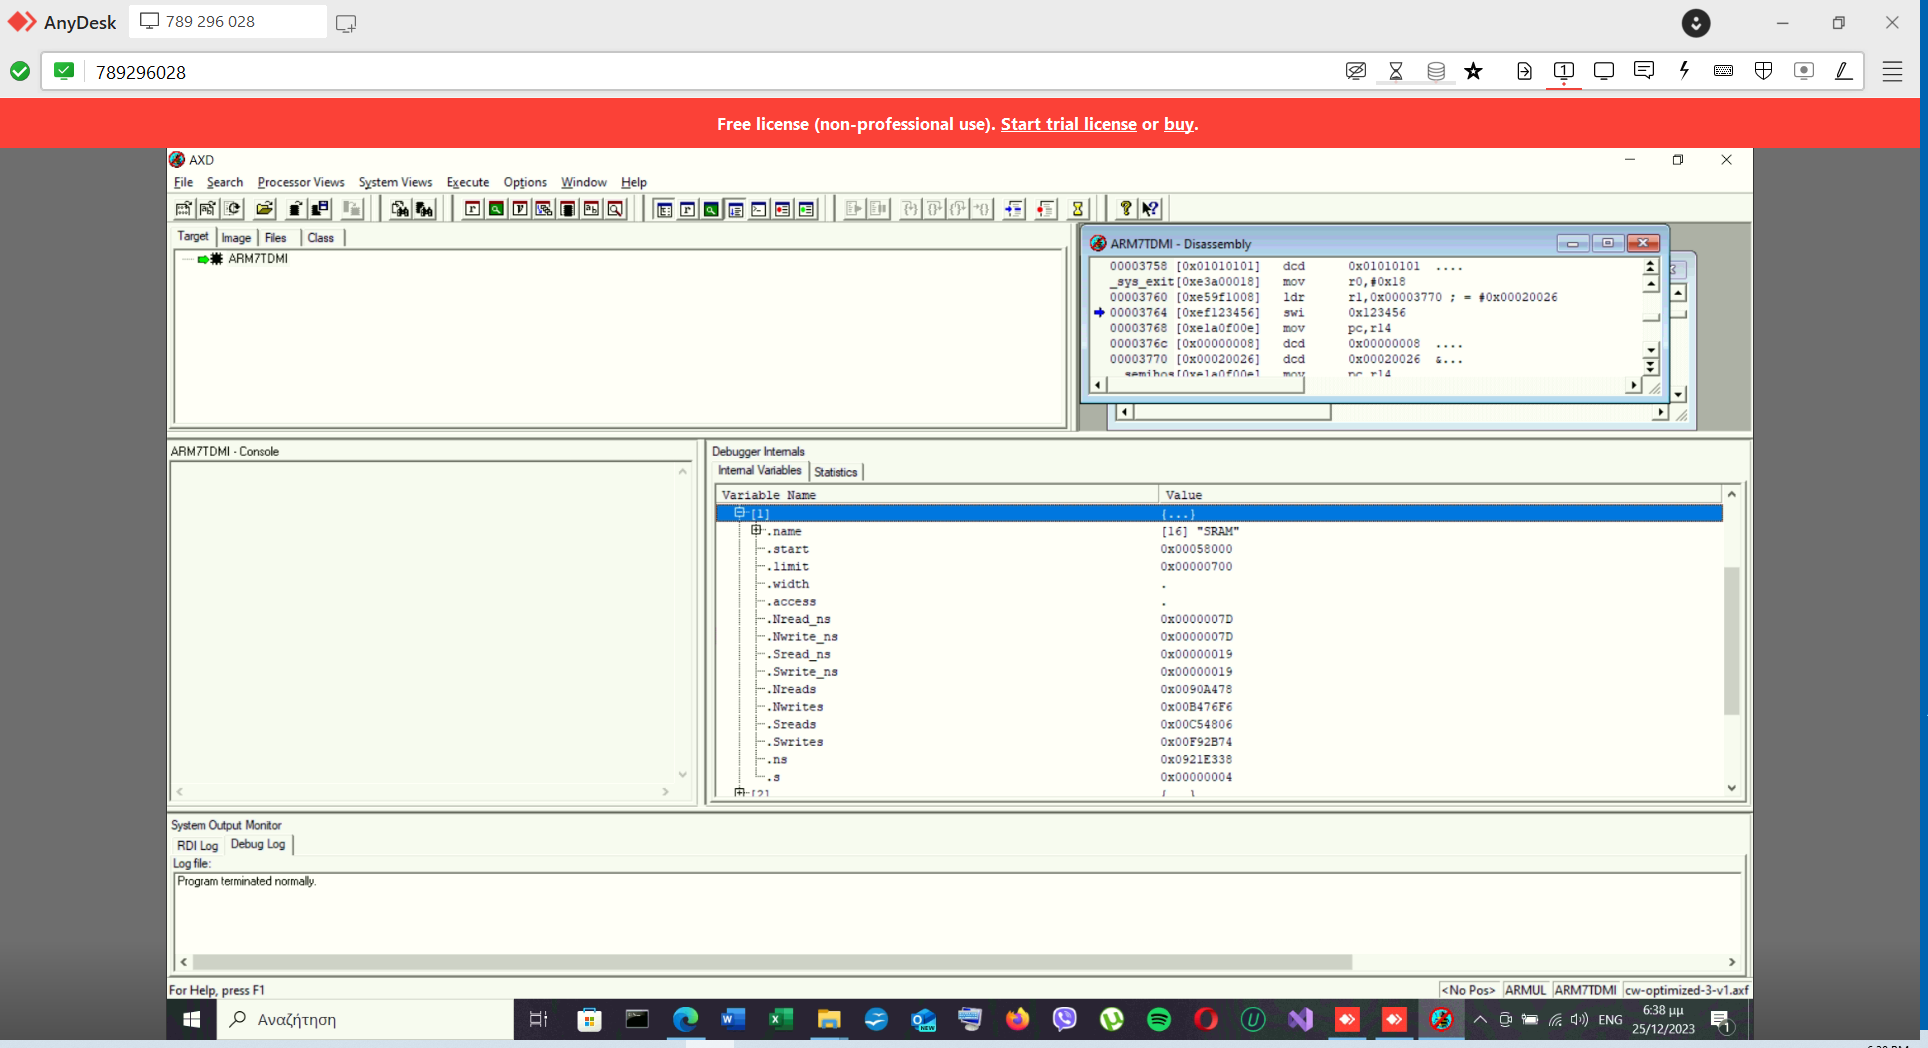 AnyDesk
789 296 028
789296028
1
Free license (non-professional use). Start trial license or buy.
AXD
File Search Processor Views System Views Execute Options Window Help
Target Image Files Class
ARM7TDMI
ARM7TDMI - Disassembly
00003758 [0x01010101] dcd 0x01010101 ....
_sys_exit[0xe3a00018] mov r0,#0x18
00003760 [0xe59f1008] ldr r1,0x00003770 ; = #0x00020026
00003764 [0xef123456] swi 0x123456
00003768 [0xe1a0f00e] mov pc,r14
0000376c [0x00000008] dcd 0x00000008 ....
00003770 [0x00020026] dcd 0x00020026 &...
__semihos[0xe1a0f00e] mov pc,r14
ARM7TDMI - Console
Debugger Internals
Internal Variables Statistics
Variable Name Value
[1] {...}
.name [16] "SRAM"
.start 0x00058000
.limit 0x00000700
.width .
.access .
.Nread_ns 0x0000007D
.Nwrite_ns 0x0000007D
.Sread_ns 0x00000019
.Swrite_ns 0x00000019
.Nreads 0x0090A478
.Nwrites 0x00B476F6
.Sreads 0x00C54806
.Swrites 0x00F92B74
.ns 0x0921E338
.s 0x00000004
[2] {...}
System Output Monitor
RDI Log Debug Log
Log file:
Program terminated normally.
For Help, press F1
<No Pos> ARMUL ARM7TDMI cw-optimized-3-v1.axf
Αναζήτηση
ENG
6:38 μμ
25/12/2023
1